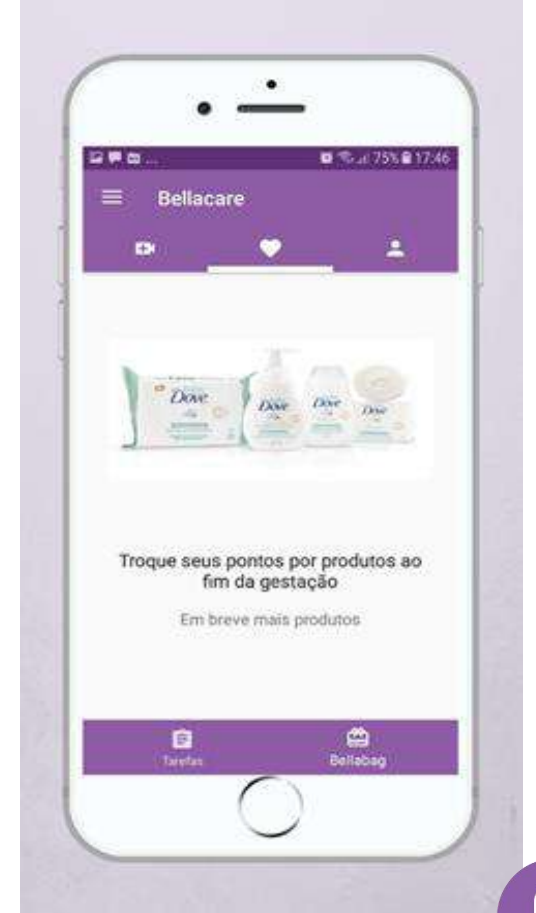 75% 17:46
Bellacare
Dove
Dove
Dove
Dove
Troque seus pontos por produtos ao
fim da gestação
Em breve mais produtos
Tarefas
Bellabag